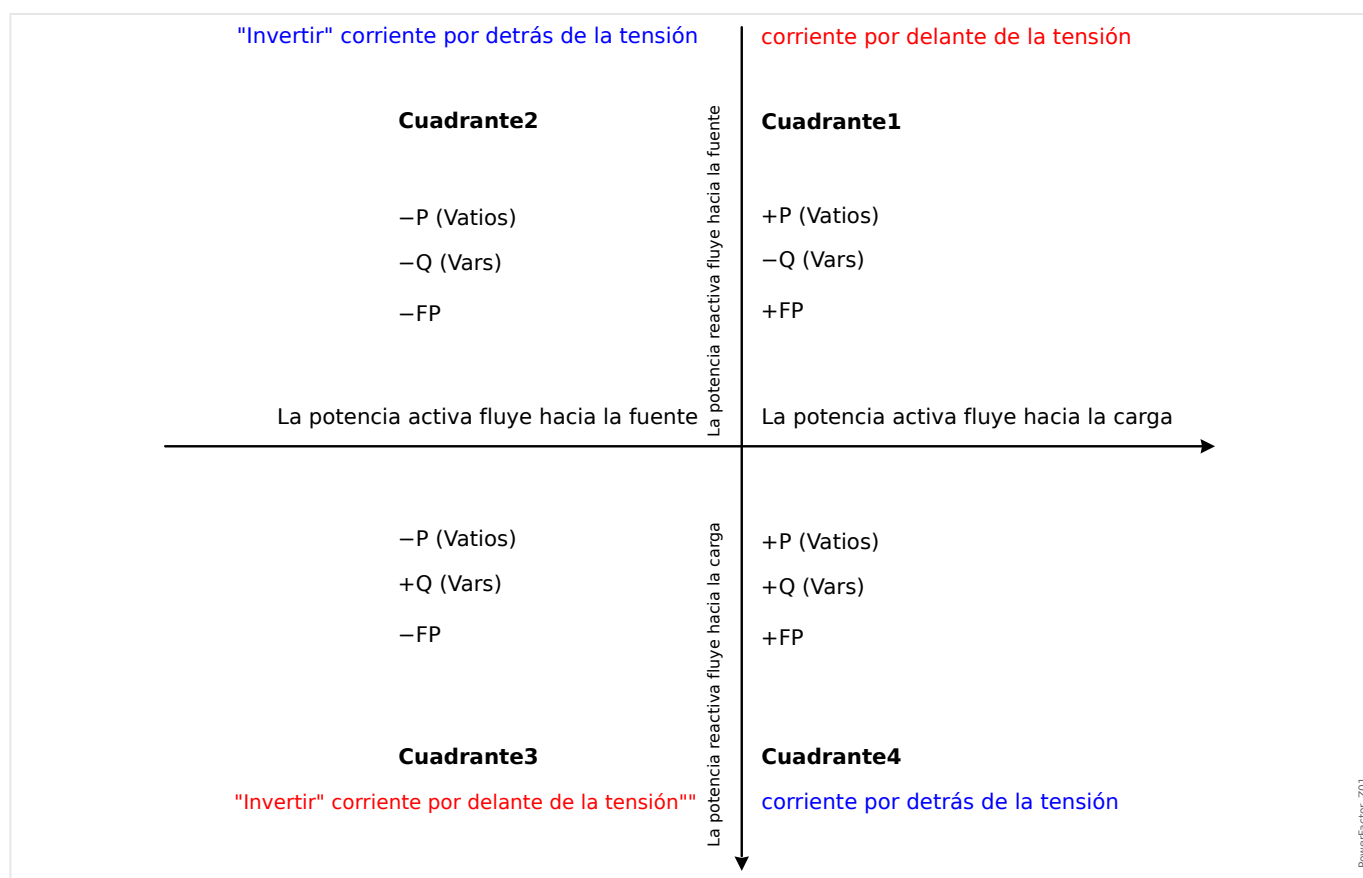 "Invertir" corriente por detrás de la tensión
corriente por delante de la tensión
Cuadrante2
Cuadrante1
La potencia reactiva fluye hacia la fuente
−P (Vatios)
−Q (Vars)
−FP
+P (Vatios)
−Q (Vars)
+FP
La potencia activa fluye hacia la fuente
La potencia activa fluye hacia la carga
−P (Vatios)
+Q (Vars)
−FP
La potencia reactiva fluye hacia la carga
+P (Vatios)
+Q (Vars)
+FP
Cuadrante3
Cuadrante4
"Invertir" corriente por delante de la tensión""
corriente por detrás de la tensión